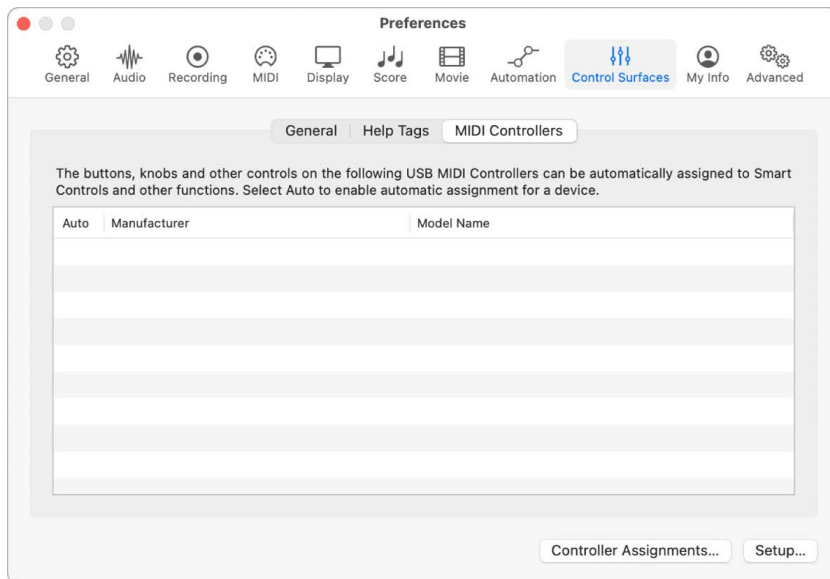 Preferences
General Audio Recording MIDI Display Score Movie Automation Control Surfaces My Info Advanced
General Help Tags MIDI Controllers
The buttons, knobs and other controls on the following USB MIDI Controllers can be automatically assigned to Smart
Controls and other functions. Select Auto to enable automatic assignment for a device.
Auto Manufacturer Model Name
Controller Assignments... Setup...